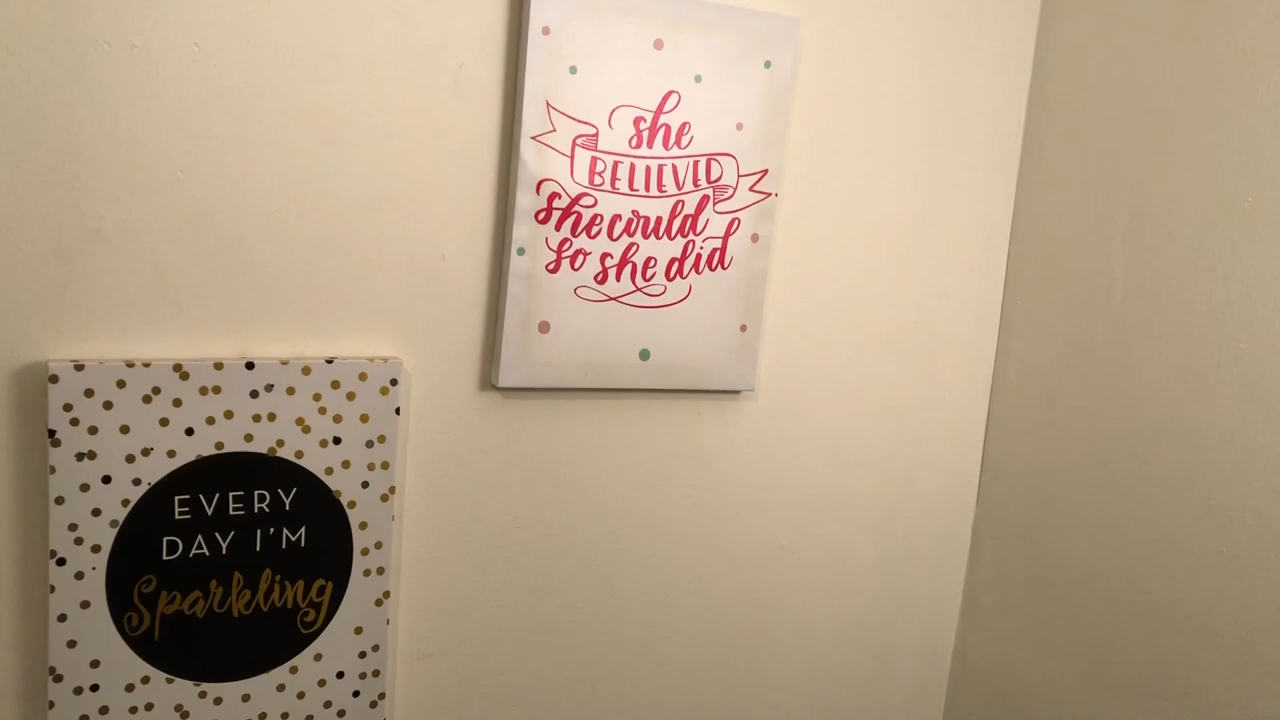 she
BELIEVED
she could
so she did
EVERY
DAY I'M
Sparkling